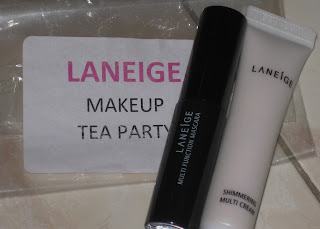 LANEIGE
MAKEUP
TEA PARTY
LANEIGE
MULTI FUNCTION MASCARA
LANEIGE
SHIMMERING
MULTI CREAM